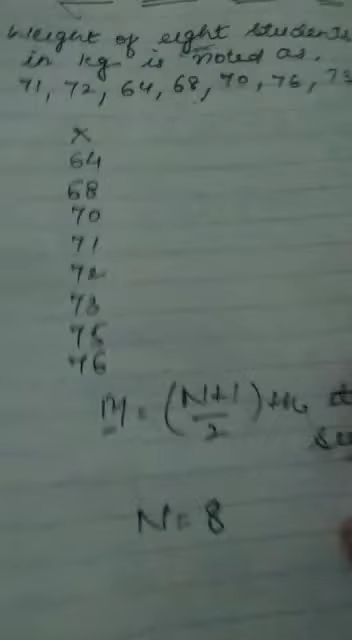 Weight of eight students
in kg is noted as,
71, 72, 64, 68, 70, 76, 73
x
64
68
70
71
72
73
75
76
M = (N+1/2)th
N = 8